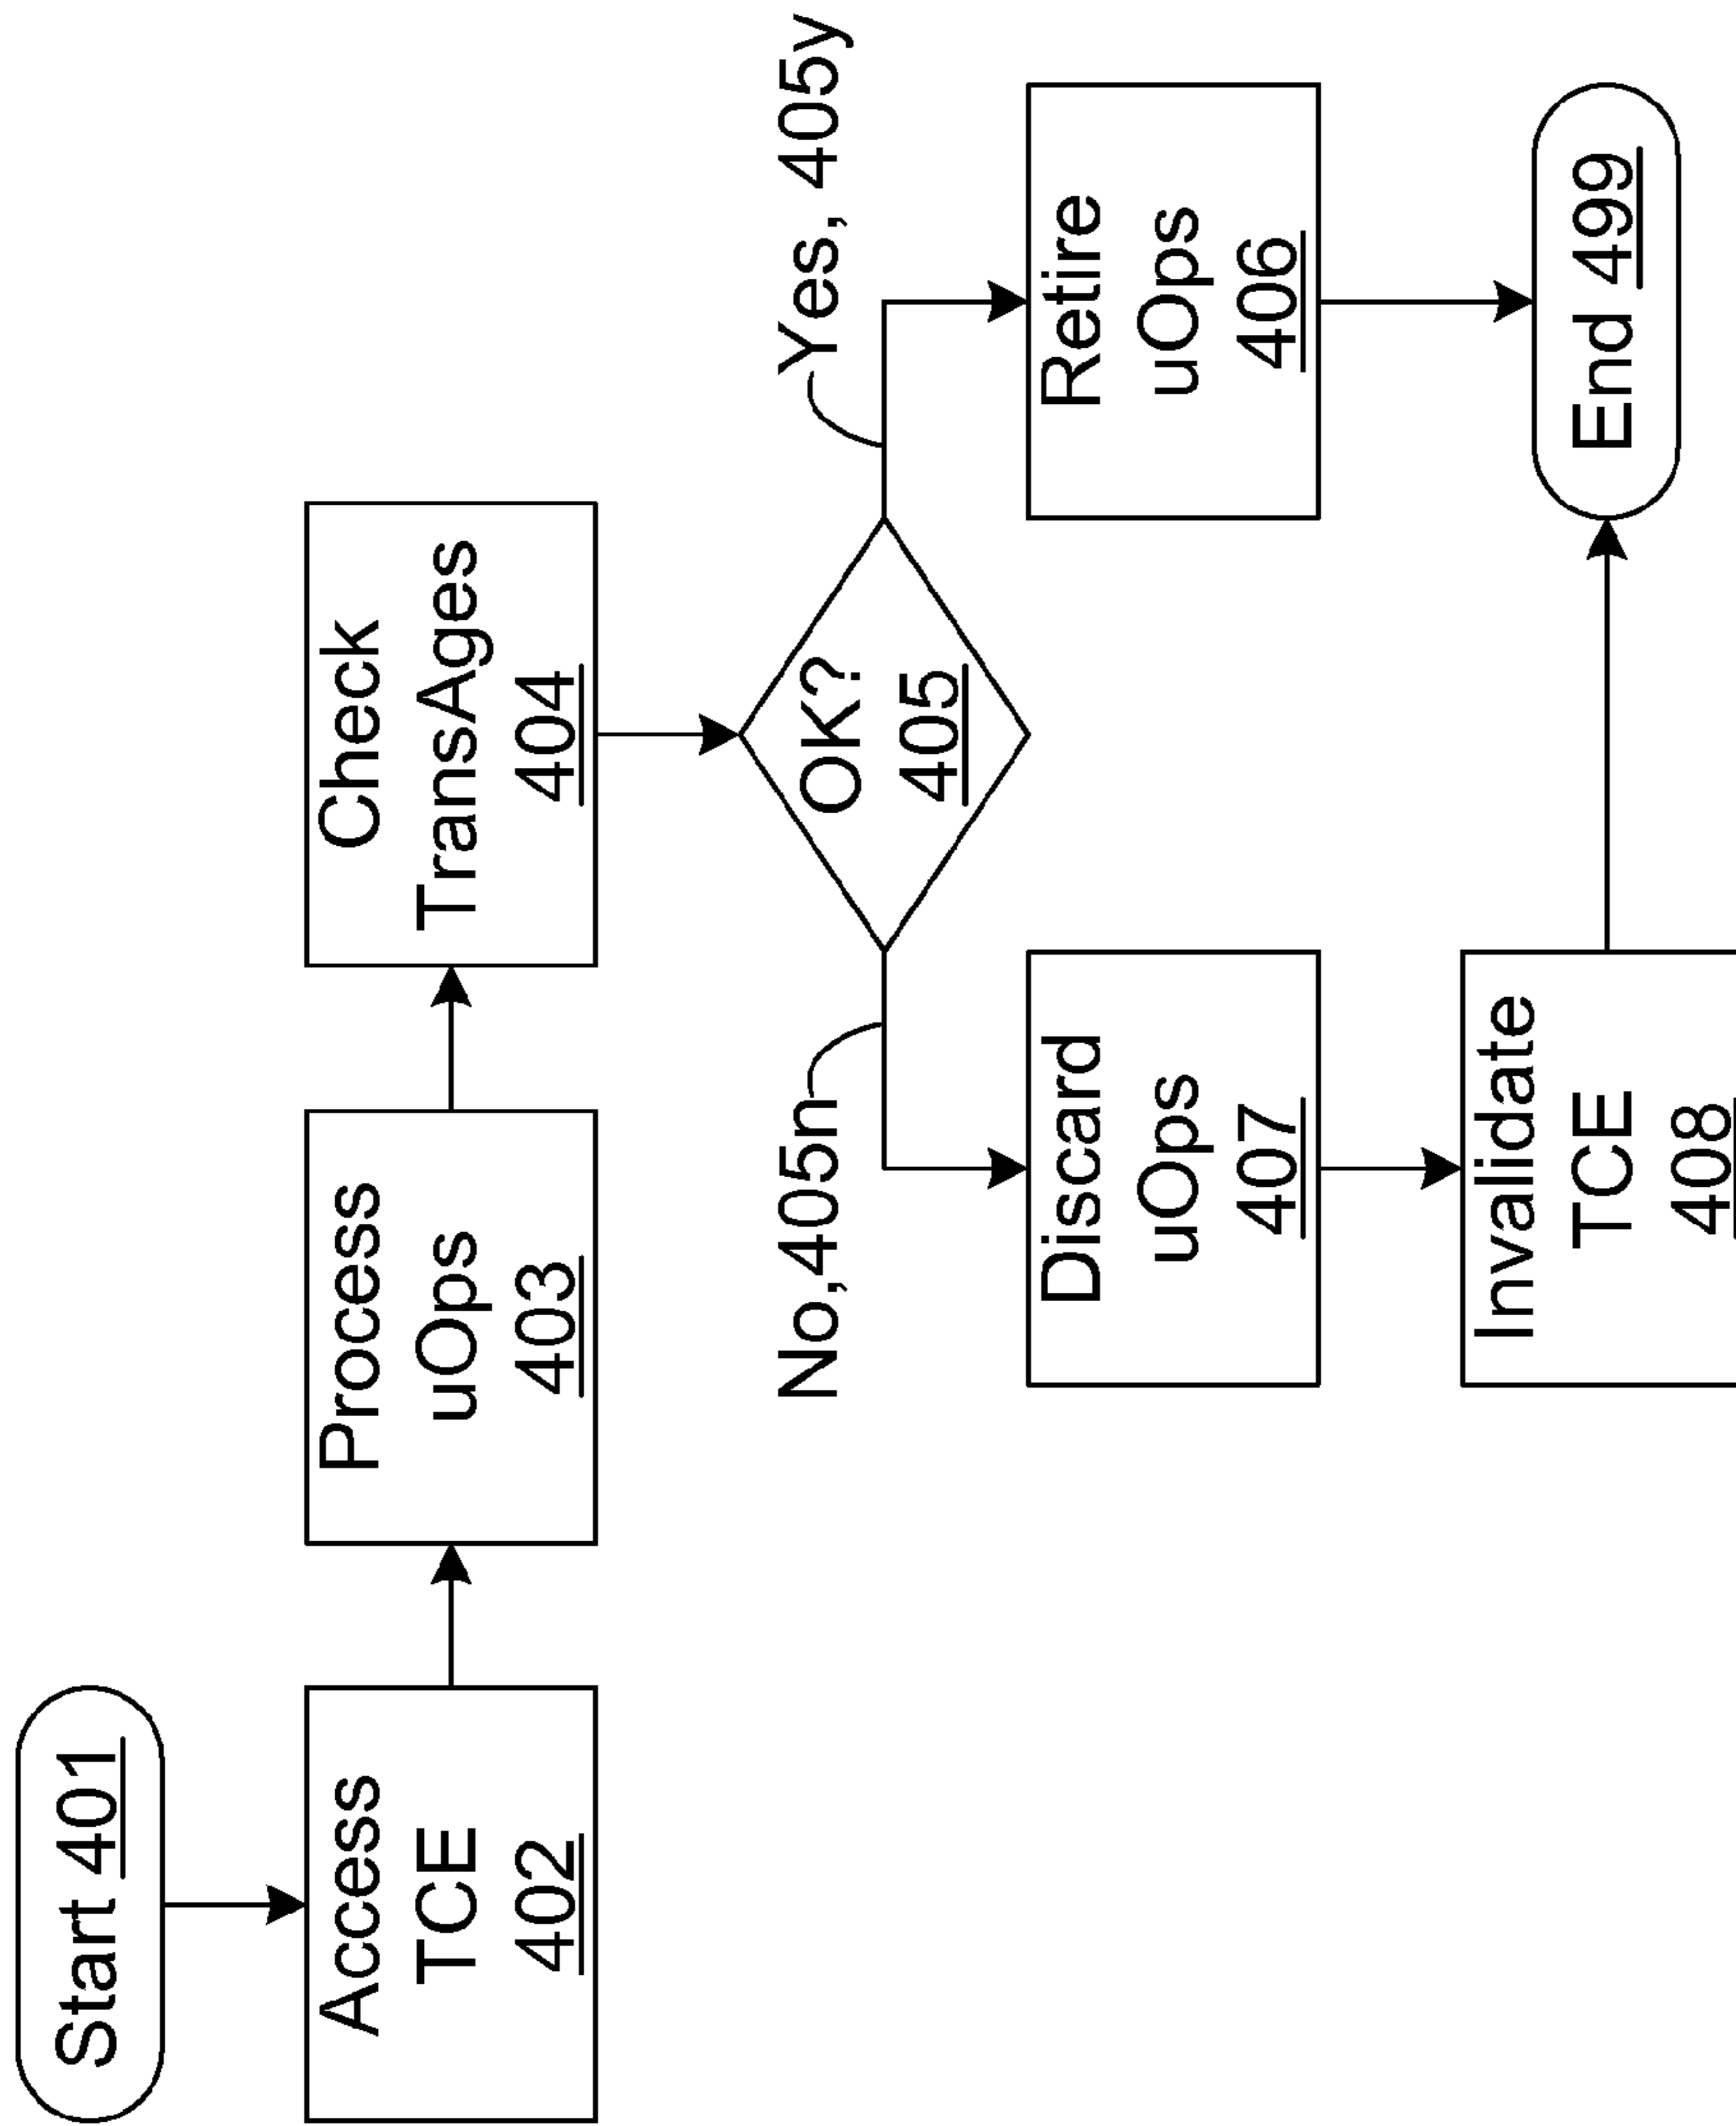 Start 401
Access
TCE
402
Process
uOps
403
Check
TransAges
404
OK?
405
No,405n
Yes, 405y
Discard
uOps
407
Retire
uOps
406
Invalidate
TCE
408
End 499